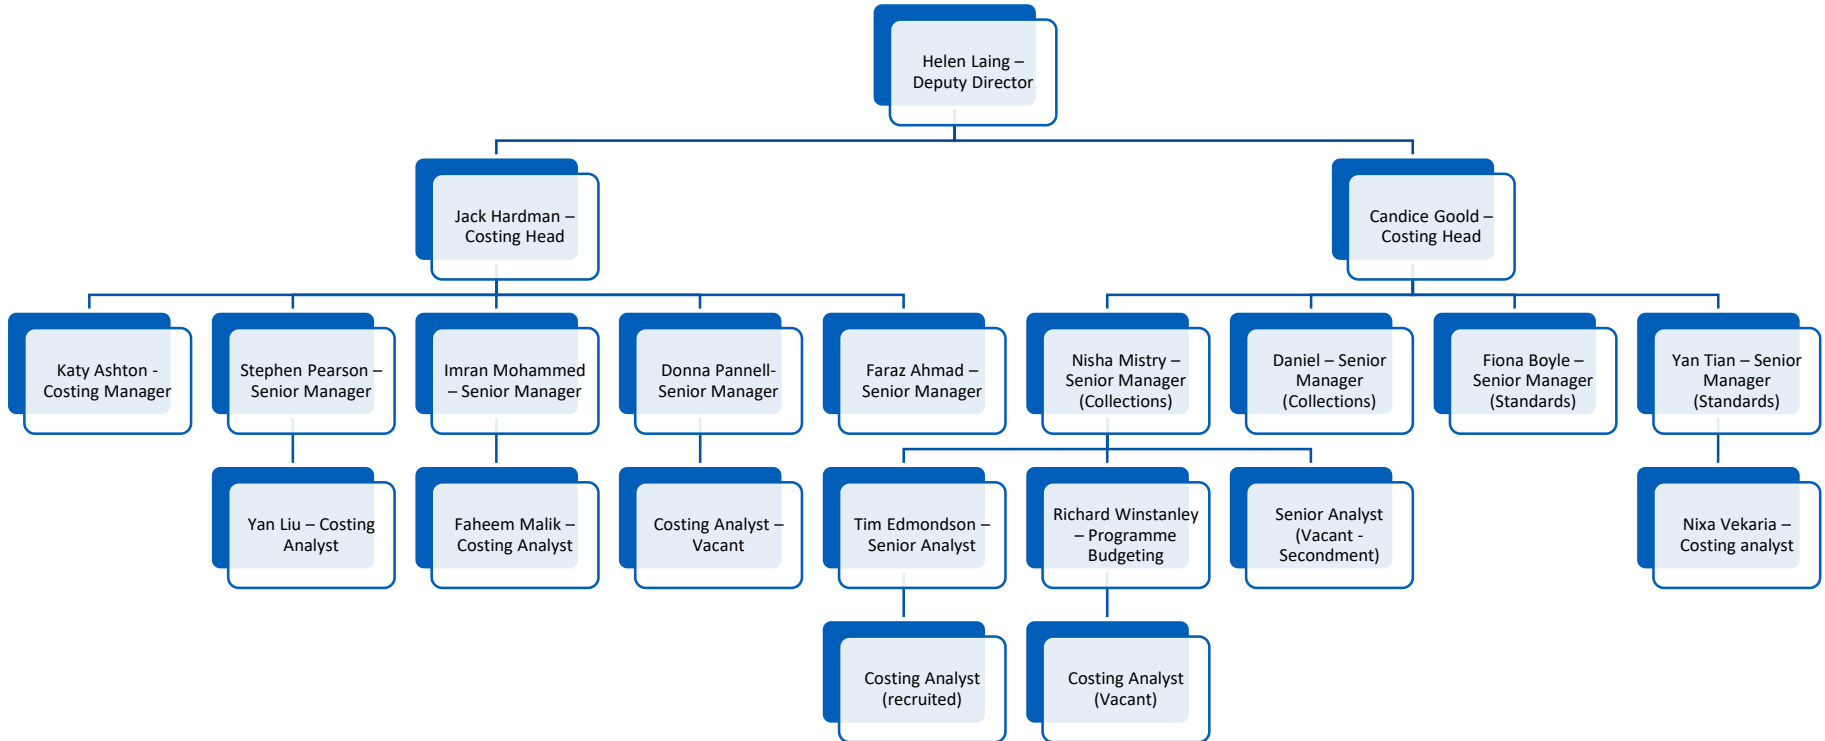 Helen Laing –
Deputy Director
Jack Hardman –
Costing Head
Candice Goold –
Costing Head
Katy Ashton -
Costing Manager
Stephen Pearson –
Senior Manager
Imran Mohammed
– Senior Manager
Donna Pannell-
Senior Manager
Faraz Ahmad –
Senior Manager
Nisha Mistry –
Senior Manager
(Collections)
Daniel – Senior
Manager
(Collections)
Fiona Boyle –
Senior Manager
(Standards)
Yan Tian – Senior
Manager
(Standards)
Yan Liu – Costing
Analyst
Faheem Malik –
Costing Analyst
Costing Analyst –
Vacant
Tim Edmondson –
Senior Analyst
Richard Winstanley
– Programme
Budgeting
Senior Analyst
(Vacant -
Secondment)
Nixa Vekaria –
Costing analyst
Costing Analyst
(recruited)
Costing Analyst
(Vacant)